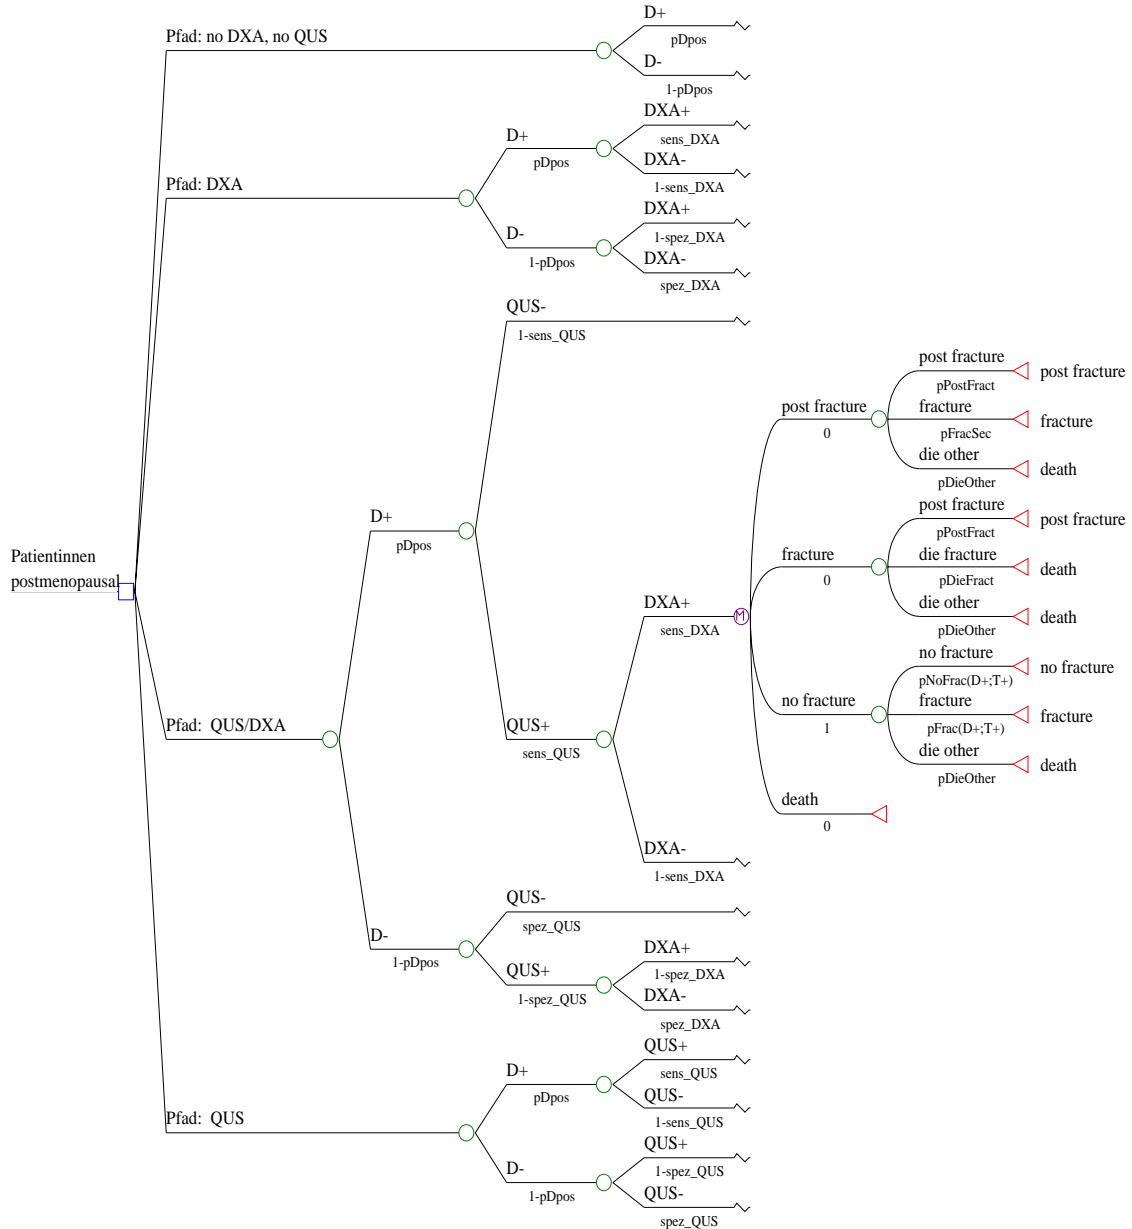 Patientinnen
postmenopausal
Pfad: no DXA, no QUS
D+
pDpos
D-
1-pDpos
Pfad: DXA
D+
pDpos
DXA+
sens_DXA
DXA-
1-sens_DXA
D-
1-pDpos
DXA+
1-spez_DXA
DXA-
spez_DXA
Pfad: QUS/DXA
D+
pDpos
QUS-
1-sens_QUS
QUS+
sens_QUS
DXA+
sens_DXA
M
post fracture
0
post fracture
pPostFract
post fracture
fracture
pFracSec
fracture
die other
pDieOther
death
fracture
0
post fracture
pPostFract
post fracture
die fracture
pDieFract
death
die other
pDieOther
death
no fracture
1
no fracture
pNoFrac(D+;T+)
no fracture
fracture
pFrac(D+;T+)
fracture
die other
pDieOther
death
death
0
DXA-
1-sens_DXA
D-
1-pDpos
QUS-
spez_QUS
QUS+
1-spez_QUS
DXA+
1-spez_DXA
DXA-
spez_DXA
Pfad: QUS
D+
pDpos
QUS+
sens_QUS
QUS-
1-sens_QUS
D-
1-pDpos
QUS+
1-spez_QUS
QUS-
spez_QUS